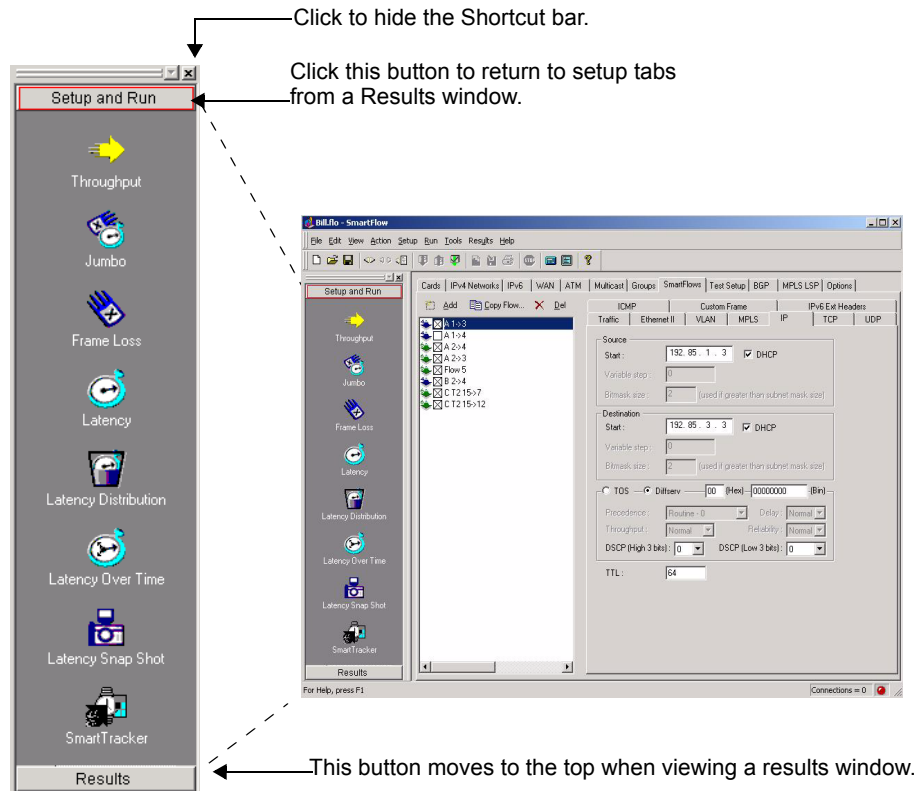 Click to hide the Shortcut bar.
Click this button to return to setup tabs
from a Results window.
Setup and Run
Throughput
Jumbo
Frame Loss
Latency
Latency Distribution
Latency Over Time
Latency Snap Shot
SmartTracker
Results
Bill.flo - SmartFlow
File Edit View Action Setup Run Tools Results Help
Setup and Run
Throughput
Jumbo
Frame Loss
Latency
Latency Distribution
Latency Over Time
Latency Snap Shot
SmartTracker
Results
Cards IPv4 Networks IPv6 WAN ATM Multicast Groups SmartFlows Test Setup BGP MPLS LSP Options
Add Copy Flow... Del
A 1->3
A 1->4
A 2->4
A 2->3
Flow 5
B 2->4
C T2 15->7
C T2 15->12
ICMP Custom Frame IPv6 Ext Headers
Traffic Ethernet II VLAN MPLS IP TCP UDP
Source
Start : 192. 85. 1 . 3 DHCP
Variable step : 0
Bitmask size : 2 (used if greater than subnet mask size)
Destination
Start : 192. 85. 3 . 3 DHCP
Variable step : 0
Bitmask size : 2 (used if greater than subnet mask size)
TOS Diffserv 00 (Hex) 00000000 (Bin)
Precedence : Routine - 0 Delay : Normal
Throughput : Normal Reliability : Normal
DSCP (High 3 bits) : 0 DSCP (Low 3 bits) : 0
TTL : 64
For Help, press F1
Connections = 0
This button moves to the top when viewing a results window.